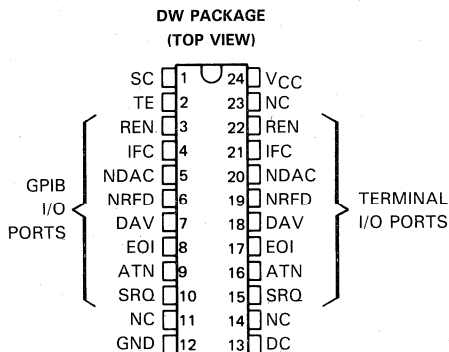 DW PACKAGE
(TOP VIEW)
SC 1 24 VCC
TE 2 23 NC
REN 3 22 REN
IFC 4 21 IFC
NDAC 5 20 NDAC
NRFD 6 19 NRFD
DAV 7 18 DAV
EOI 8 17 EOI
ATN 9 16 ATN
SRQ 10 15 SRQ
NC 11 14 NC
GND 12 13 DC
GPIB
I/O
PORTS
TERMINAL
I/O PORTS